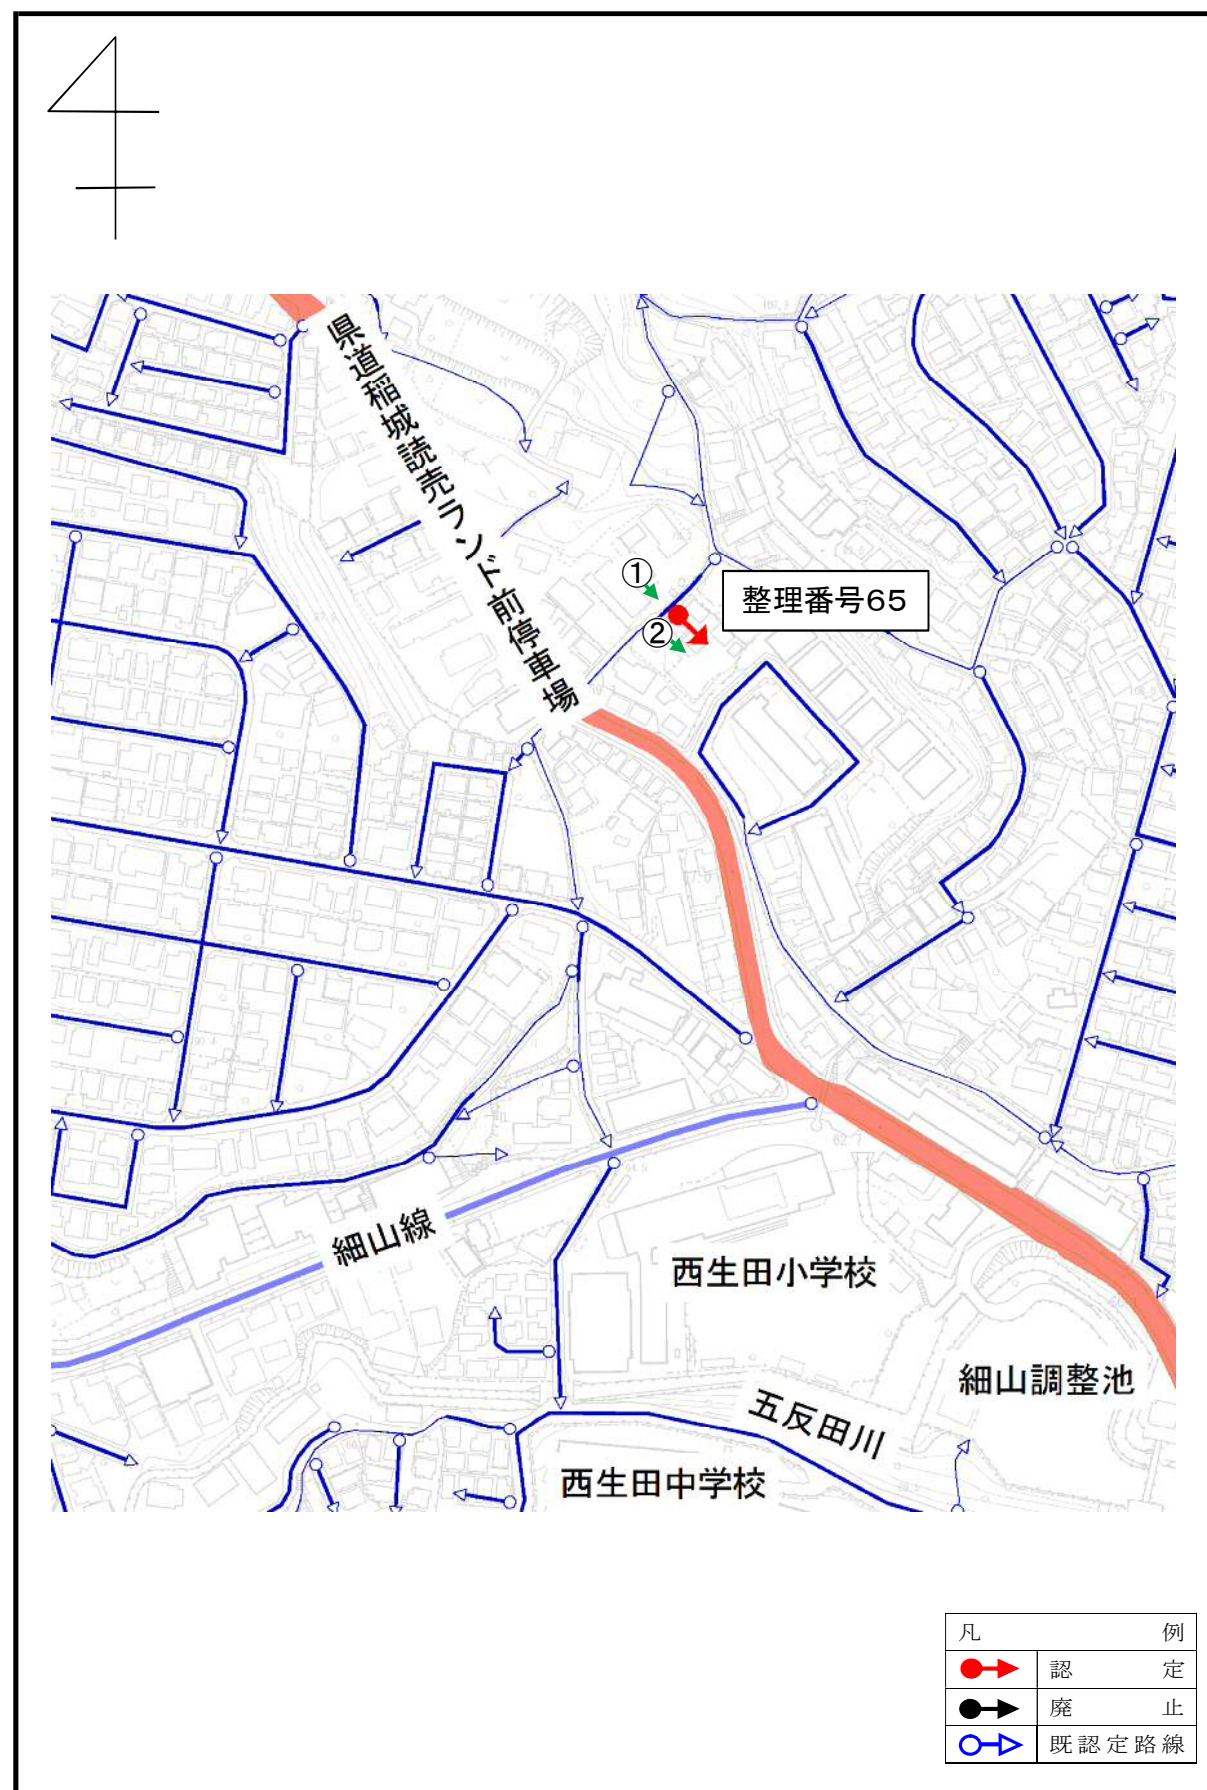 県道稲城読売ランド前停車場
①
整理番号65
②
細山線
西生田小学校
細山調整池
五反田川
西生田中学校
凡例
認定
廃止
既認定路線